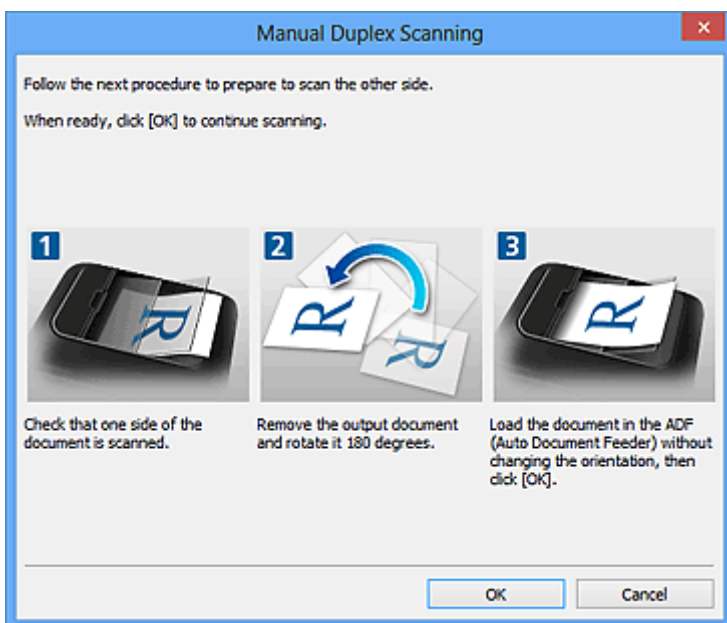 Manual Duplex Scanning
Follow the next procedure to prepare to scan the other side.
When ready, click [OK] to continue scanning.
1
2
3
R
R
R
R
Check that one side of the
document is scanned.
Remove the output document
and rotate it 180 degrees.
Load the document in the ADF
(Auto Document Feeder) without
changing the orientation, then
click [OK].
OK
Cancel